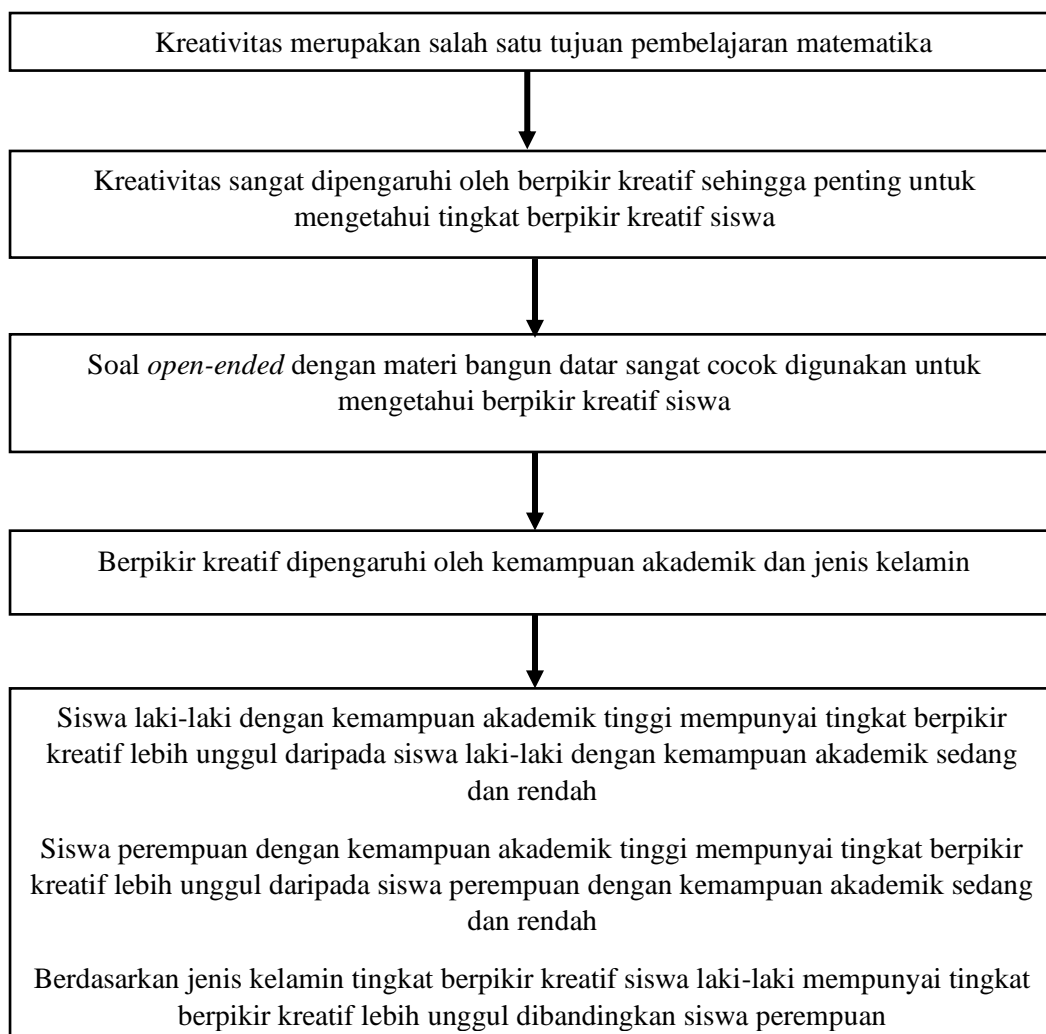 Kreativitas merupakan salah satu tujuan pembelajaran matematika
Kreativitas sangat dipengaruhi oleh berpikir kreatif sehingga penting untuk
mengetahui tingkat berpikir kreatif siswa
Soal open-ended dengan materi bangun datar sangat cocok digunakan untuk
mengetahui berpikir kreatif siswa
Berpikir kreatif dipengaruhi oleh kemampuan akademik dan jenis kelamin
Siswa laki-laki dengan kemampuan akademik tinggi mempunyai tingkat berpikir
kreatif lebih unggul daripada siswa laki-laki dengan kemampuan akademik sedang
dan rendah
Siswa perempuan dengan kemampuan akademik tinggi mempunyai tingkat berpikir
kreatif lebih unggul daripada siswa perempuan dengan kemampuan akademik sedang
dan rendah
Berdasarkan jenis kelamin tingkat berpikir kreatif siswa laki-laki mempunyai tingkat
berpikir kreatif lebih unggul dibandingkan siswa perempuan